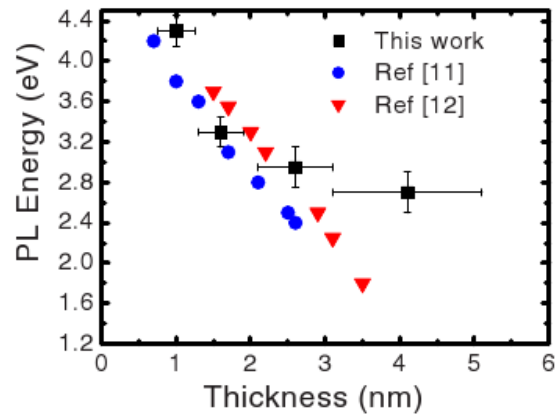 4.4
4.0
3.6
3.2
2.8
2.4
2.0
1.6
1.2
PL Energy (eV)
This work
Ref [11]
Ref [12]
0 1 2 3 4 5 6
Thickness (nm)